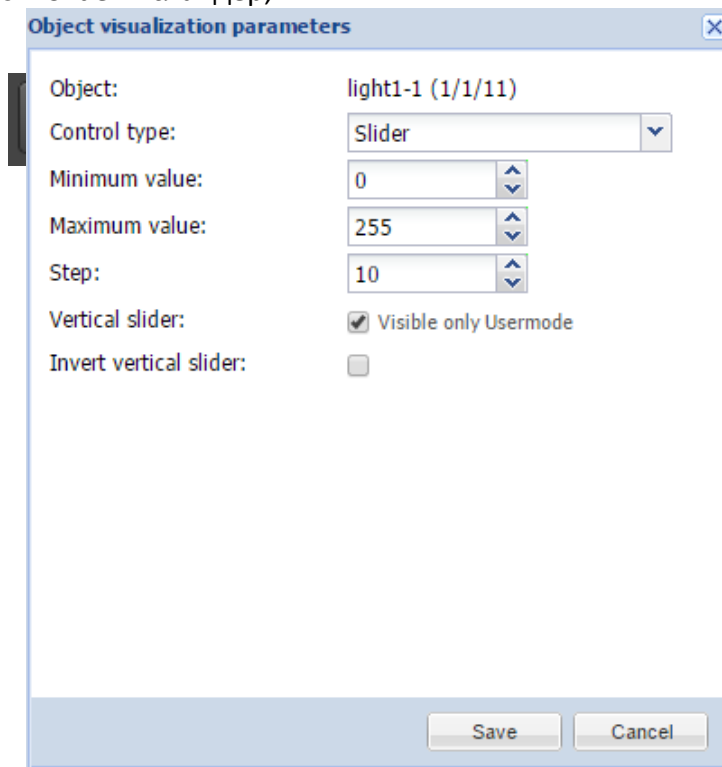 Object visualization parameters
Object: light1-1 (1/1/11)
Control type: Slider
Minimum value: 0
Maximum value: 255
Step: 10
Vertical slider: Visible only Usermode
Invert vertical slider:
Save Cancel